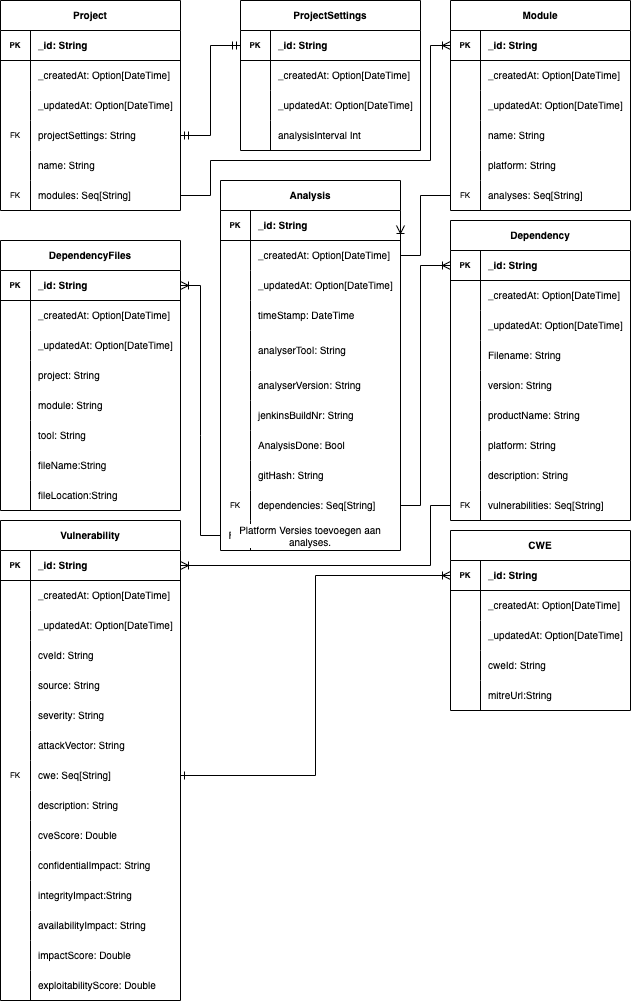 Project
PK _id: String
_createdAt: Option[DateTime]
_updatedAt: Option[DateTime]
FK projectSettings: String
name: String
FK modules: Seq[String]
ProjectSettings
PK _id: String
_createdAt: Option[DateTime]
_updatedAt: Option[DateTime]
analysisInterval Int
Module
PK _id: String
_createdAt: Option[DateTime]
_updatedAt: Option[DateTime]
name: String
platform: String
FK analyses: Seq[String]
Analysis
PK _id: String
_createdAt: Option[DateTime]
_updatedAt: Option[DateTime]
timeStamp: DateTime
analyserTool: String
analyserVersion: String
jenkinsBuildNr: String
AnalysisDone: Bool
gitHash: String
FK dependencies: Seq[String]
Platform Versies toevoegen aan
analyses.
DependencyFiles
PK _id: String
_createdAt: Option[DateTime]
_updatedAt: Option[DateTime]
project: String
module: String
tool: String
fileName:String
fileLocation:String
Dependency
PK _id: String
_createdAt: Option[DateTime]
_updatedAt: Option[DateTime]
Filename: String
version: String
productName: String
platform: String
description: String
FK vulnerabilities: Seq[String]
Vulnerability
PK _id: String
_createdAt: Option[DateTime]
_updatedAt: Option[DateTime]
cveId: String
source: String
severity: String
attackVector: String
FK cwe: Seq[String]
description: String
cveScore: Double
confidentialImpact: String
integrityImpact:String
availabilityImpact: String
impactScore: Double
exploitabilityScore: Double
CWE
PK _id: String
_createdAt: Option[DateTime]
_updatedAt: Option[DateTime]
cweId: String
mitreUrl:String